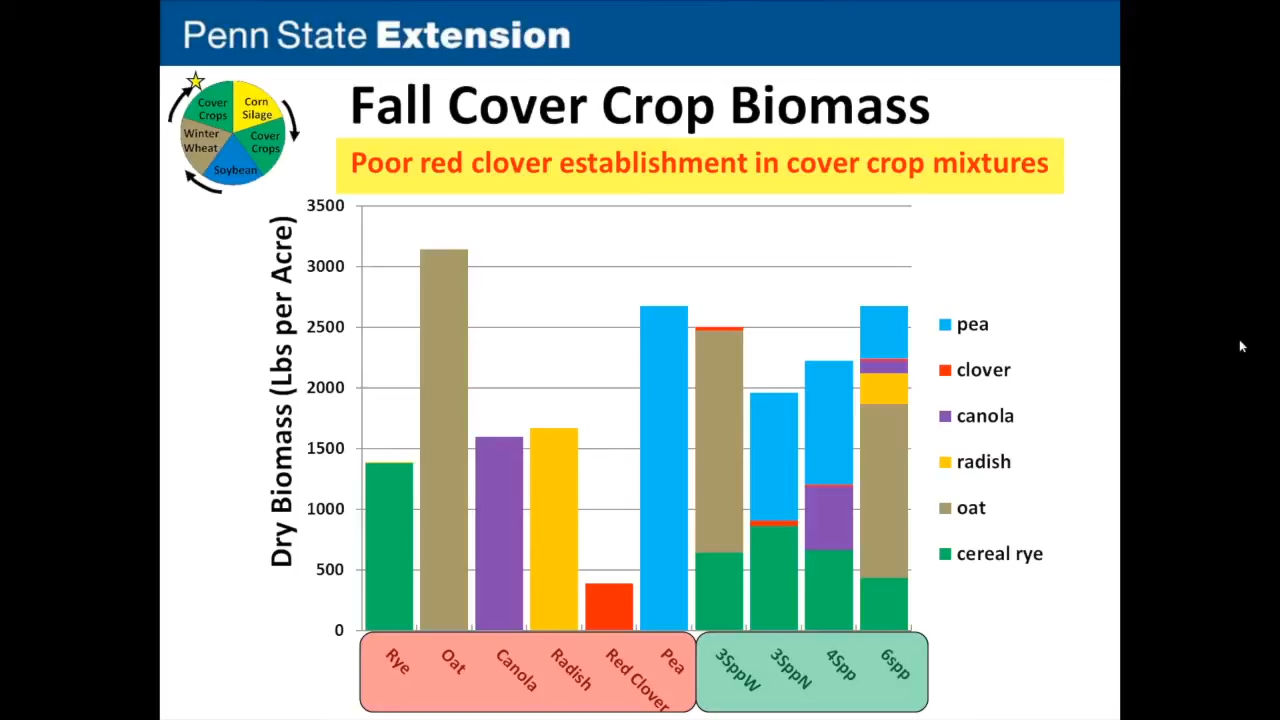 Penn State Extension
Cover
Crops
Corn
Silage
Winter
Wheat
Cover
Crops
Soybean
Fall Cover Crop Biomass
Poor red clover establishment in cover crop mixtures
Dry Biomass (Lbs per Acre)
3500
3000
2500
2000
1500
1000
500
0
pea
clover
canola
radish
oat
cereal rye
Rye
Oat
Canola
Radish
Red Clover
Pea
3SppW
3SppN
4Spp
6spp